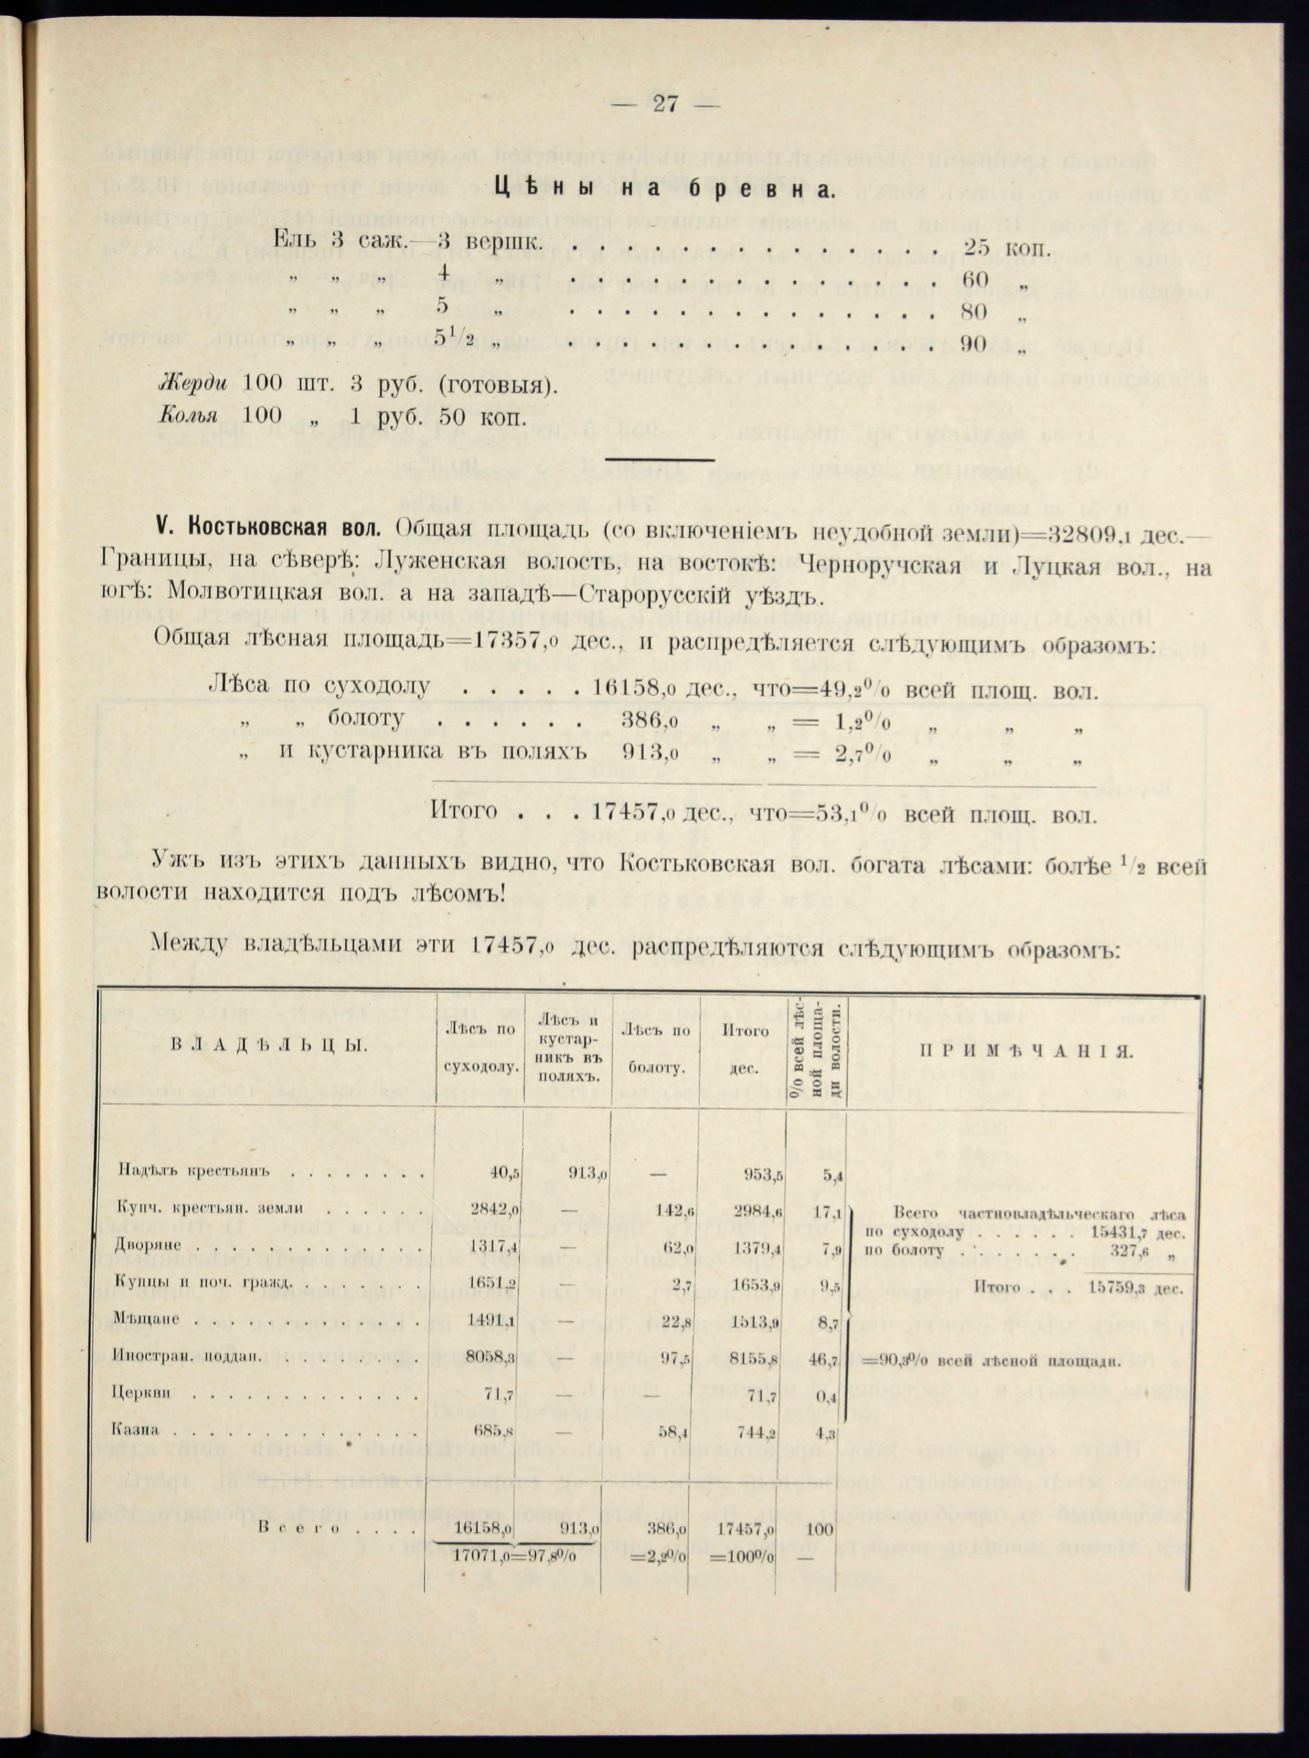 — 27 —
Цѣны на бревна.
Ель 3 саж.—3 вершк. . . . . . . . . . . . . . . 25 коп.
„ „ „ 4 „ . . . . . . . . . . . . . . 60 „
„ „ „ 5 „ . . . . . . . . . . . . . . 80 „
„ „ „ 5¹/₂ „ . . . . . . . . . . . . . . 90 „
Жерди 100 шт. 3 руб. (готовыя).
Колья 100 „ 1 руб. 50 коп.
V. Костьковская вол. Общая площадь (со включеніемъ неудобной земли)=32809,1 дес.—
Границы, на сѣверѣ: Луженская волость, на востокѣ: Черноручская и Луцкая вол., на
югѣ: Молвотицкая вол. а на западѣ—Старорусскій уѣздъ.
Общая лѣсная площадь=17357,0 дес., и распредѣляется слѣдующимъ образомъ:
Лѣса по суходолу . . . . . 16158,0 дес., что=49,2% всей площ. вол.
„ „ болоту . . . . . . 386,0 „ „ = 1,2% „ „ „
„ и кустарника въ поляхъ 913,0 „ „ = 2,7% „ „ „
Итого . . . 17457,0 дес., что=53,1% всей площ. вол.
Ужъ изъ этихъ данныхъ видно, что Костьковская вол. богата лѣсами: болѣе ¹/₂ всей
волости находится подъ лѣсомъ!
Между владѣльцами эти 17457,0 дес. распредѣляются слѣдующимъ образомъ:
ВЛАДѢЛЬЦЫ. Лѣсъ по суходолу. Лѣсъ и кустар-никъ въ поляхъ. Лѣсъ по болоту. Итого дес. % всей лѣс-ной площа-ди волости. ПРИМѢЧАНІЯ.
Надѣлъ крестьянъ . . . . . . . . 40,5 913,0 — 953,5 5,4
Купч. крестьян. земли . . . . . . 2842,0 — 142,6 2984,6 17,1
Дворяне . . . . . . . . . . . . . 1317,4 — 62,0 1379,4 7,9
Купцы и поч. гражд. . . . . . . . 1651,2 — 2,7 1653,9 9,5
Мѣщане . . . . . . . . . . . . . 1491,1 — 22,8 1513,9 8,7
Иностран. поддан. . . . . . . . . 8058,3 — 97,5 8155,8 46,7
Церкви . . . . . . . . . . . . . 71,7 — — 71,7 0,4
Казна . . . . . . . . . . . . . . 685,8 — 58,4 744,2 4,3
Всего частновладѣльческаго лѣса
по суходолу . . . . . . 15431,7 дес.
по болоту . . . . . . . 327,6 „
Итого . . . 15759,3 дес.
=90,3% всей лѣсной площади.
Всего . . . . 16158,0 913,0 386,0 17457,0 100
17071,0=97,8% =2,2% =100% —